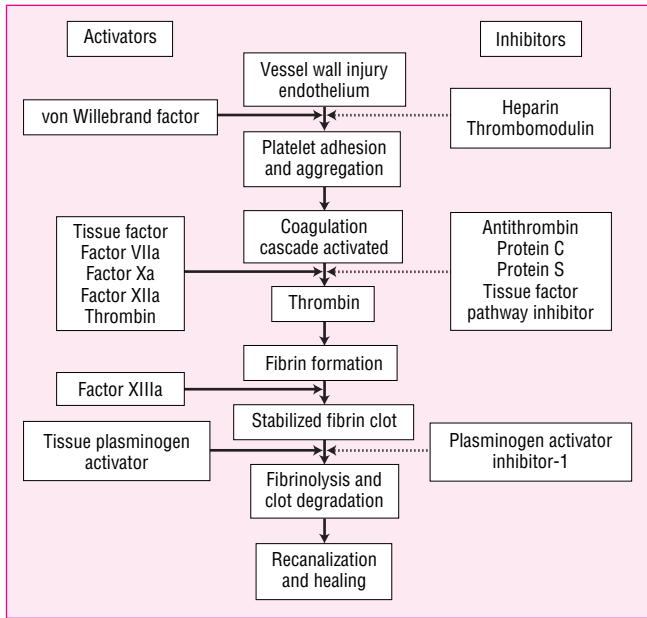 Activators
Inhibitors
Vessel wall injury
endothelium
von Willebrand factor
Heparin
Thrombomodulin
Platelet adhesion
and aggregation
Coagulation
cascade activated
Tissue factor
Factor VIIa
Factor Xa
Factor XIIa
Thrombin
Antithrombin
Protein C
Protein S
Tissue factor
pathway inhibitor
Thrombin
Fibrin formation
Factor XIIIa
Stabilized fibrin clot
Tissue plasminogen
activator
Plasminogen activator
inhibitor-1
Fibrinolysis and
clot degradation
Recanalization
and healing